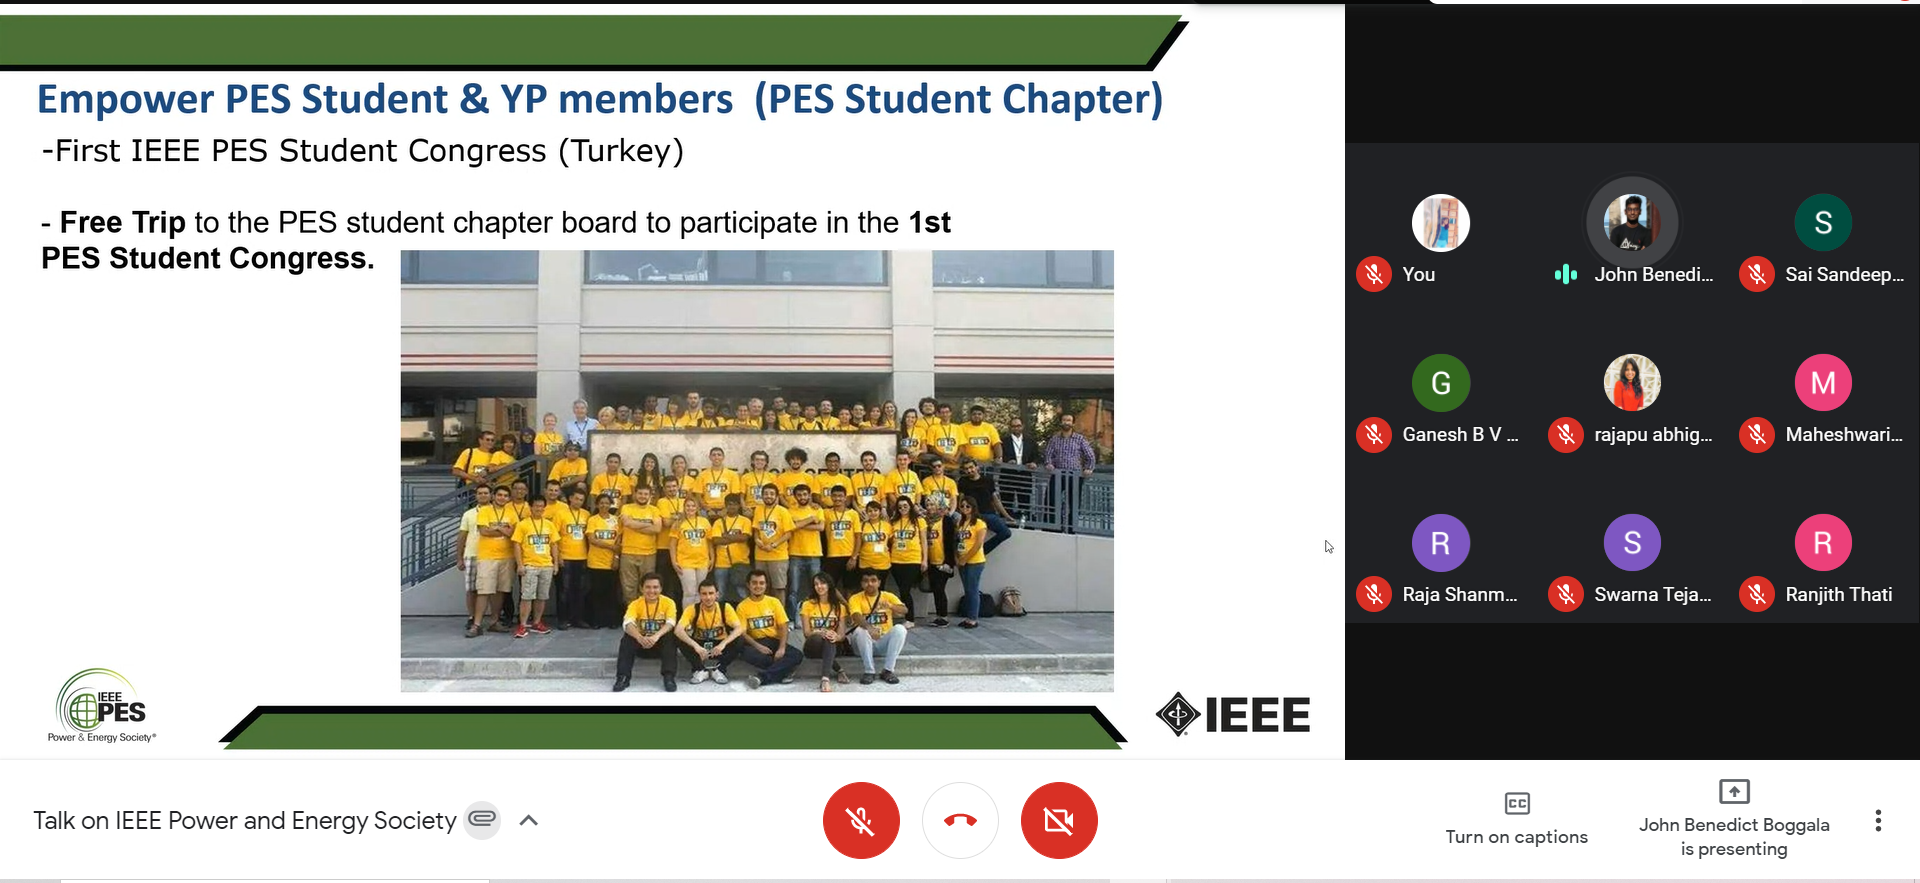 Empower PES Student & YP members (PES Student Chapter)
-First IEEE PES Student Congress (Turkey)
- Free Trip to the PES student chapter board to participate in the 1st
PES Student Congress.
IEEE
PES
Power & Energy Society®
IEEE
You
John Benedi...
Sai Sandeep...
S
G
Ganesh B V ...
rajapu abhig...
M
Maheshwari...
R
Raja Shanm...
S
Swarna Teja...
R
Ranjith Thati
Talk on IEEE Power and Energy Society
CC
Turn on captions
John Benedict Boggala
is presenting